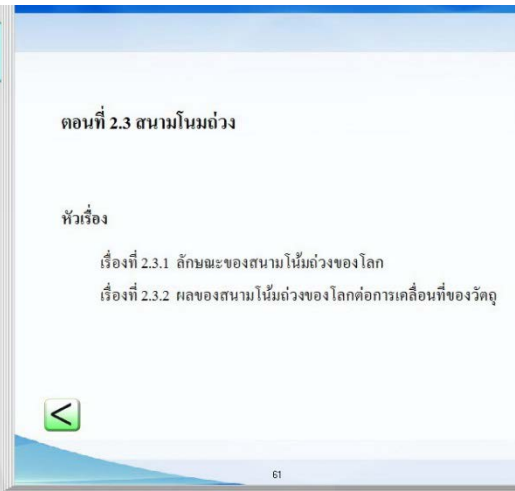 ตอนที่ 2.3 สนามโนมถ่วง
หัวเรื่อง
เรื่องที่ 2.3.1 ลักษณะของสนามโน้มถ่วงของโลก
เรื่องที่ 2.3.2 ผลของสนามโน้มถ่วงของโลกต่อการเคลื่อนที่ของวัตถุ
<
61